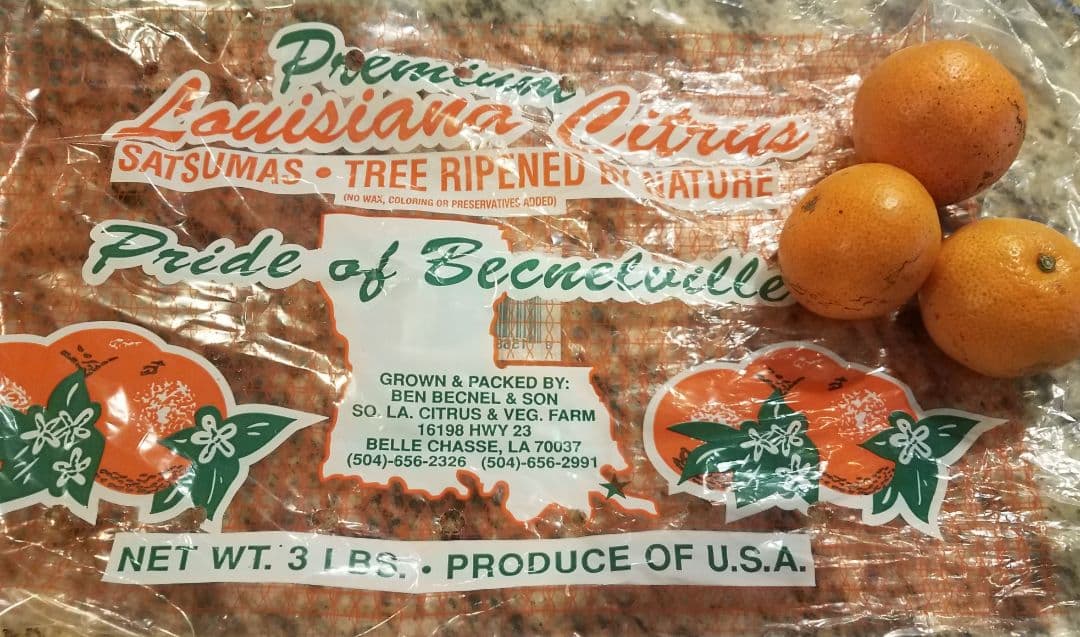 Premium
Louisiana Citrus
SATSUMAS • TREE RIPENED BY NATURE
(NO WAX, COLORING OR PRESERVATIVES ADDED)
Pride of Becnelville
GROWN & PACKED BY:
BEN BECNEL & SON
SO. LA. CITRUS & VEG. FARM
16198 HWY 23
BELLE CHASSE, LA 70037
(504)-656-2326 (504)-656-2991
NET WT. 3 LBS. • PRODUCE OF U.S.A.